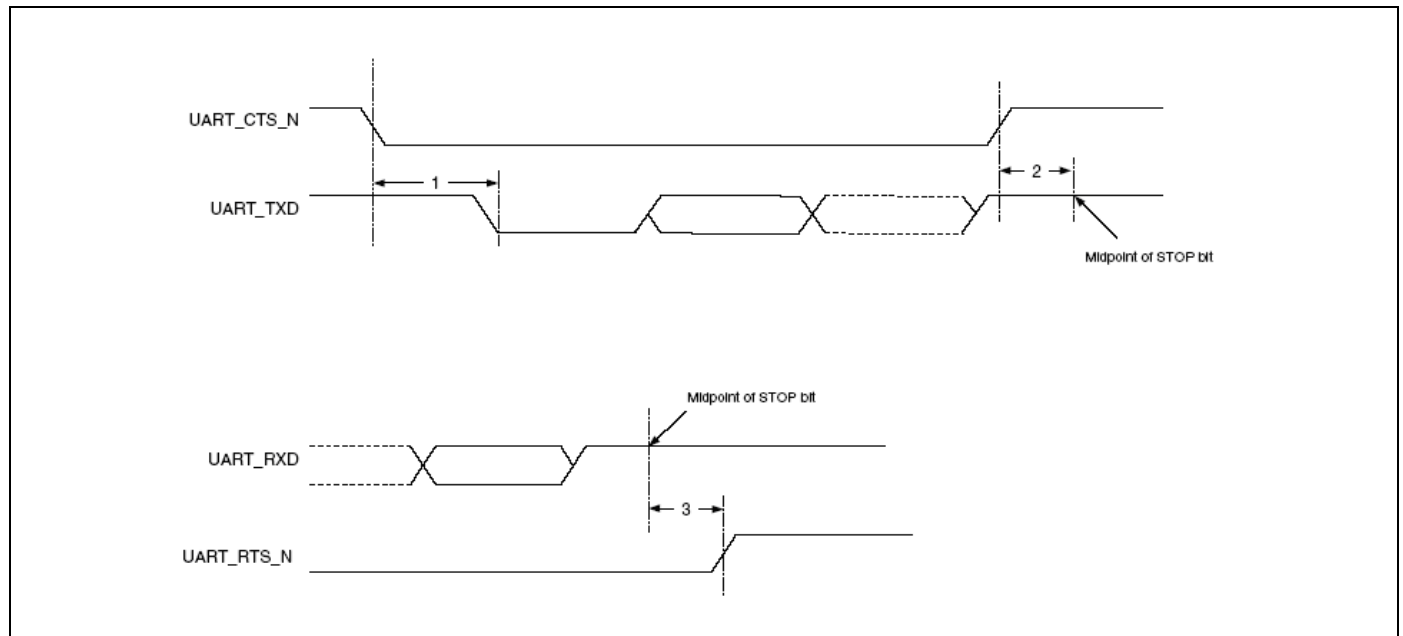 UART_CTS_N
1
2
UART_TXD
Midpoint of STOP bit
Midpoint of STOP bit
UART_RXD
3
UART_RTS_N